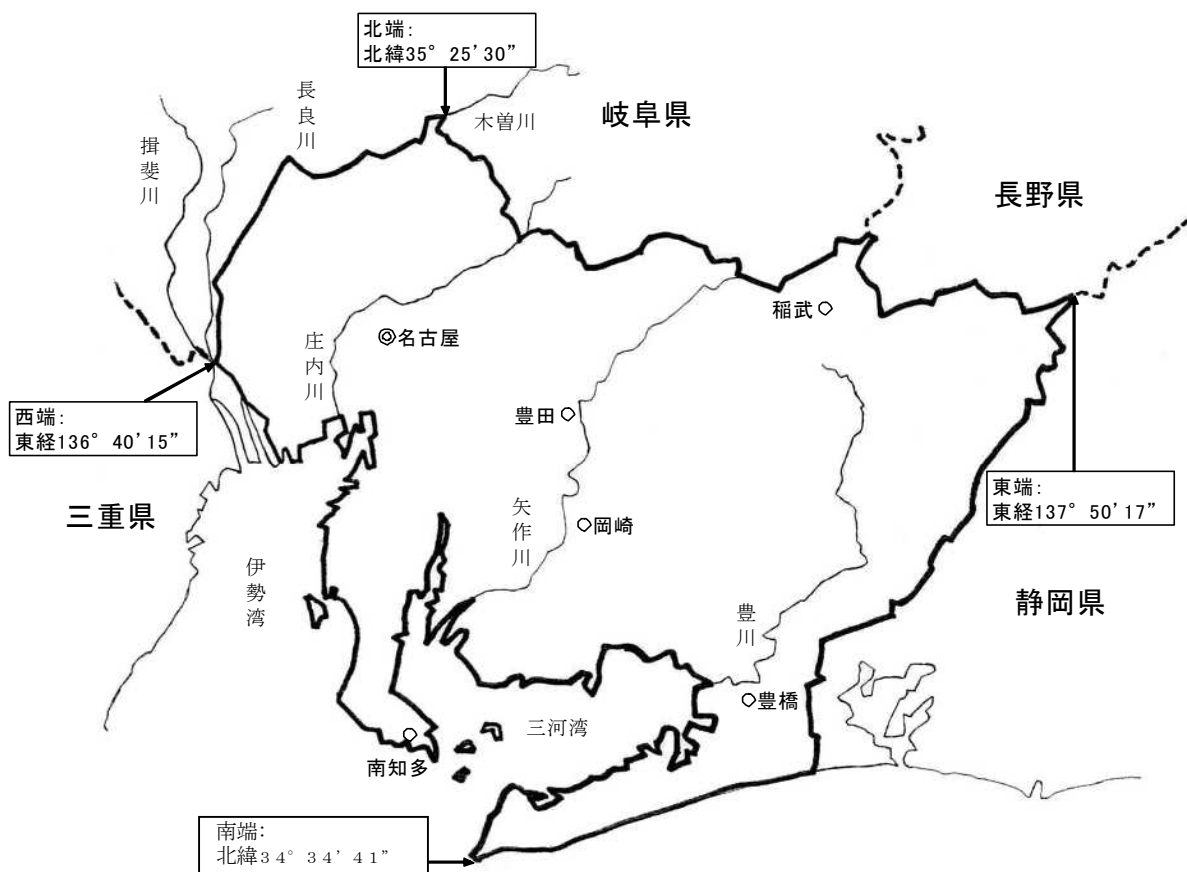 北端:
北緯35° 25'30”
長良川
木曽川
岐阜県
揖斐川
長野県
稲武
名古屋
庄内川
西端:
東経136° 40'15”
豊田
東端:
東経137° 50'17”
三重県
矢作川
岡崎
伊勢湾
静岡県
豊川
豊橋
三河湾
南知多
南端:
北緯３４° ３４’ ４１”